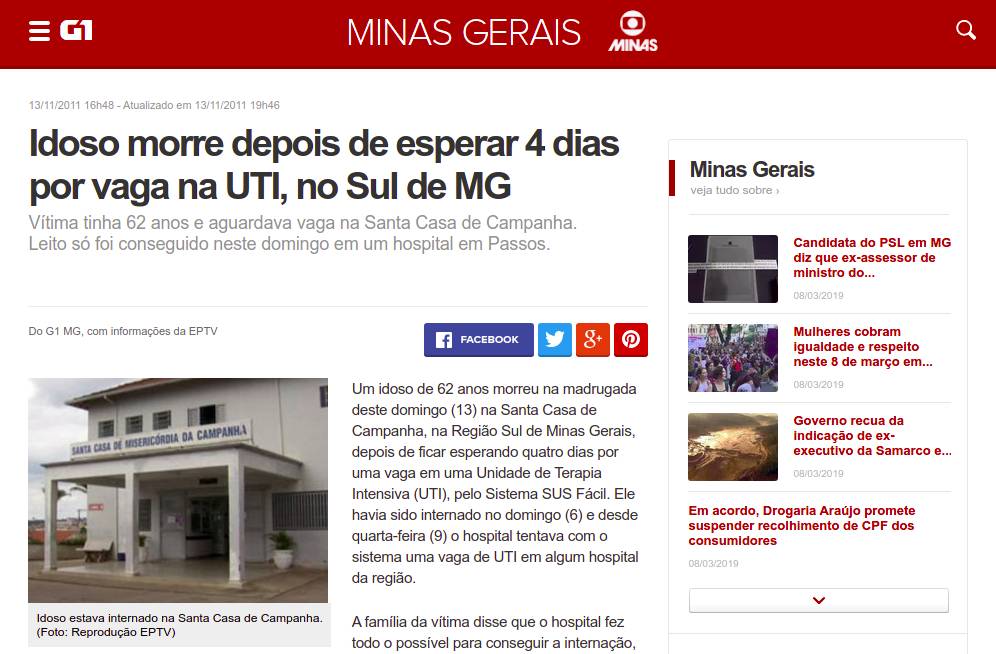 G1
MINAS GERAIS
MINAS
13/11/2011 16h48 - Atualizado em 13/11/2011 19h46
Idoso morre depois de esperar 4 dias
por vaga na UTI, no Sul de MG
Vítima tinha 62 anos e aguardava vaga na Santa Casa de Campanha.
Leito só foi conseguido neste domingo em um hospital em Passos.
Do G1 MG, com informações da EPTV
FACEBOOK
g+
SANTA CASA DE MISERICÓRDIA DA CAMPANHA
Idoso estava internado na Santa Casa de Campanha.
(Foto: Reprodução EPTV)
Um idoso de 62 anos morreu na madrugada
deste domingo (13) na Santa Casa de
Campanha, na Região Sul de Minas Gerais,
depois de ficar esperando quatro dias por
uma vaga em uma Unidade de Terapia
Intensiva (UTI), pelo Sistema SUS Fácil. Ele
havia sido internado no domingo (6) e desde
quarta-feira (9) o hospital tentava com o
sistema uma vaga de UTI em algum hospital
da região.
A família da vítima disse que o hospital fez
todo o possível para conseguir a internação,
Minas Gerais
veja tudo sobre ›
Candidata do PSL em MG
diz que ex-assessor de
ministro do...
08/03/2019
Mulheres cobram
igualdade e respeito
neste 8 de março em...
08/03/2019
Governo recua da
indicação de ex-
executivo da Samarco e...
08/03/2019
Em acordo, Drogaria Araújo promete
suspender recolhimento de CPF dos
consumidores
08/03/2019